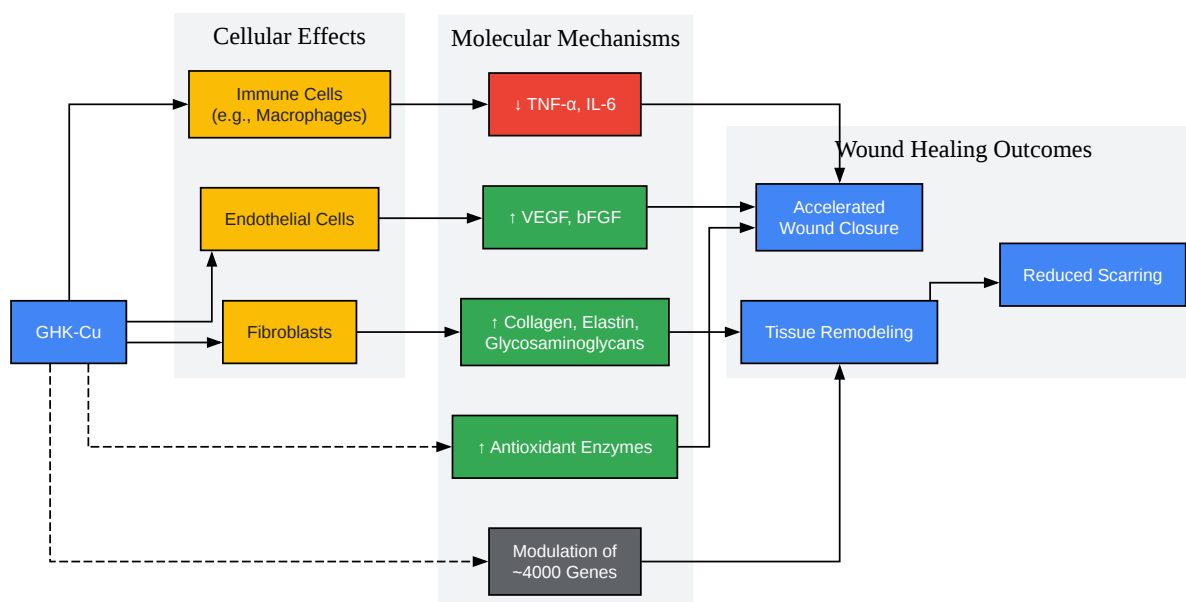 Cellular Effects
Molecular Mechanisms
Immune Cells
(e.g., Macrophages)
↓ TNF-α, IL-6
Wound Healing Outcomes
Endothelial Cells
↑ VEGF, bFGF
Accelerated
Wound Closure
Reduced Scarring
GHK-Cu
Fibroblasts
↑ Collagen, Elastin,
Glycosaminoglycans
Tissue Remodeling
↑ Antioxidant Enzymes
Modulation of
~4000 Genes